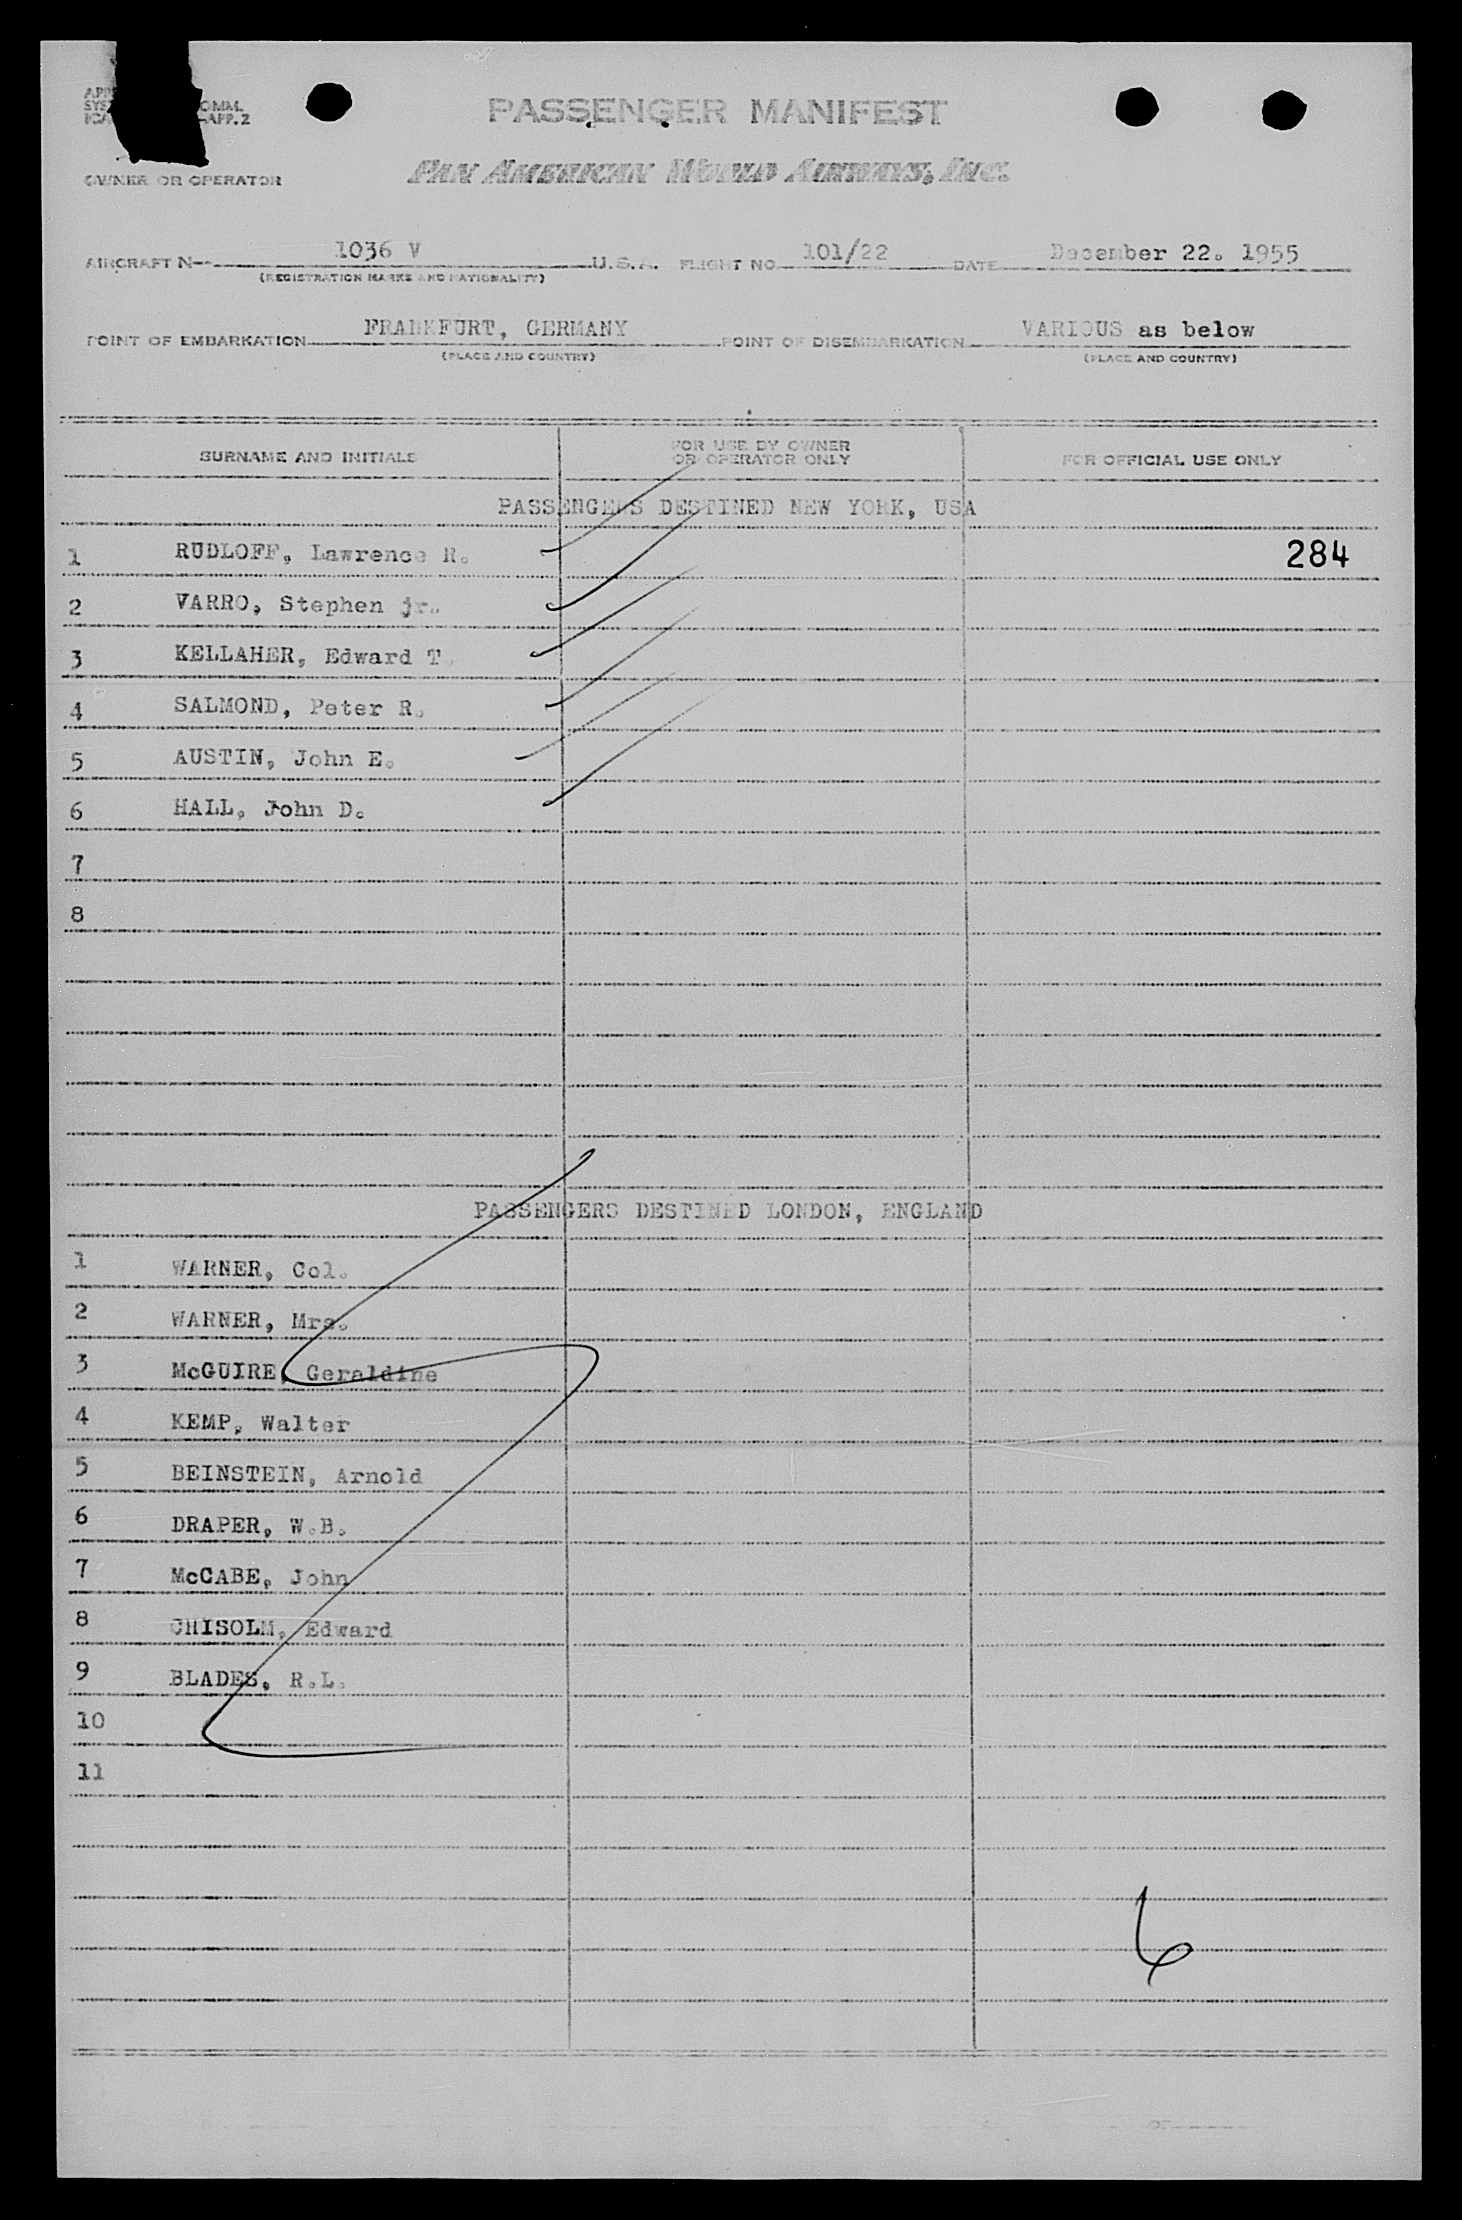 OMM.
APP. 2
PASSENGER MANIFEST
OWNER OR OPERATOR PAN AMERICAN WORLD AIRWAYS, INC.
AIRCRAFT N-- 1036 V U.S.A. FLIGHT NO. 101/22 DATE December 22. 1955
(REGISTRATION MARKS AND NATIONALITY)
POINT OF EMBARKATION FRANKFURT, GERMANY POINT OF DISEMBARKATION VARIOUS as below
(PLACE AND COUNTRY) (PLACE AND COUNTRY)
SURNAME AND INITIALS FOR USE BY OWNER OR OPERATOR ONLY FOR OFFICIAL USE ONLY
PASSENGERS DESTINED NEW YORK, USA
1 RUDLOFF, Lawrence R. 284
2 VARRO, Stephen jr.
3 KELLAHER, Edward T.
4 SALMOND, Peter R.
5 AUSTIN, John E.
6 HALL, John D.
7
8
PASSENGERS DESTINED LONDON, ENGLAND
1 WARNER, Col.
2 WARNER, Mrs.
3 McGUIRE, Geraldine
4 KEMP, Walter
5 BEINSTEIN, Arnold
6 DRAPER, W.B.
7 McCABE, John
8 CHISOLM, Edward
9 BLADES, R.L.
10
11
6